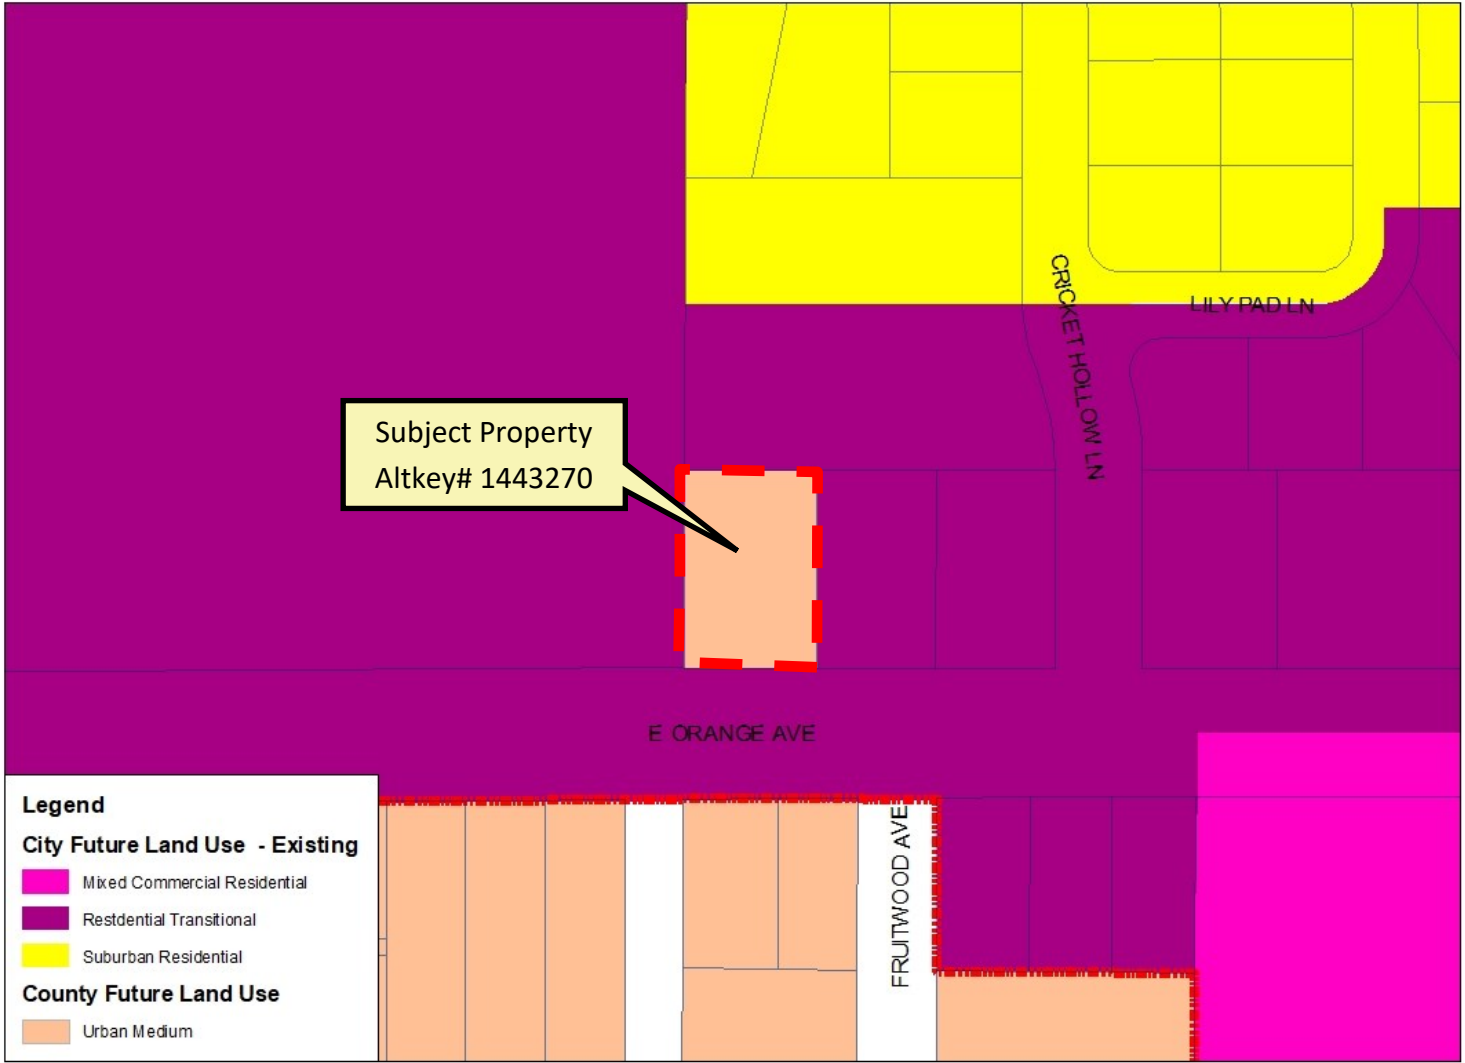 CRICKET HOLLOW LN
LILY PAD LN
Subject Property
Altkey# 1443270
E ORANGE AVE
FRUITWOOD AVE
Legend
City Future Land Use - Existing
Mixed Commercial Residential
Restdential Transitional
Suburban Residential
County Future Land Use
Urban Medium